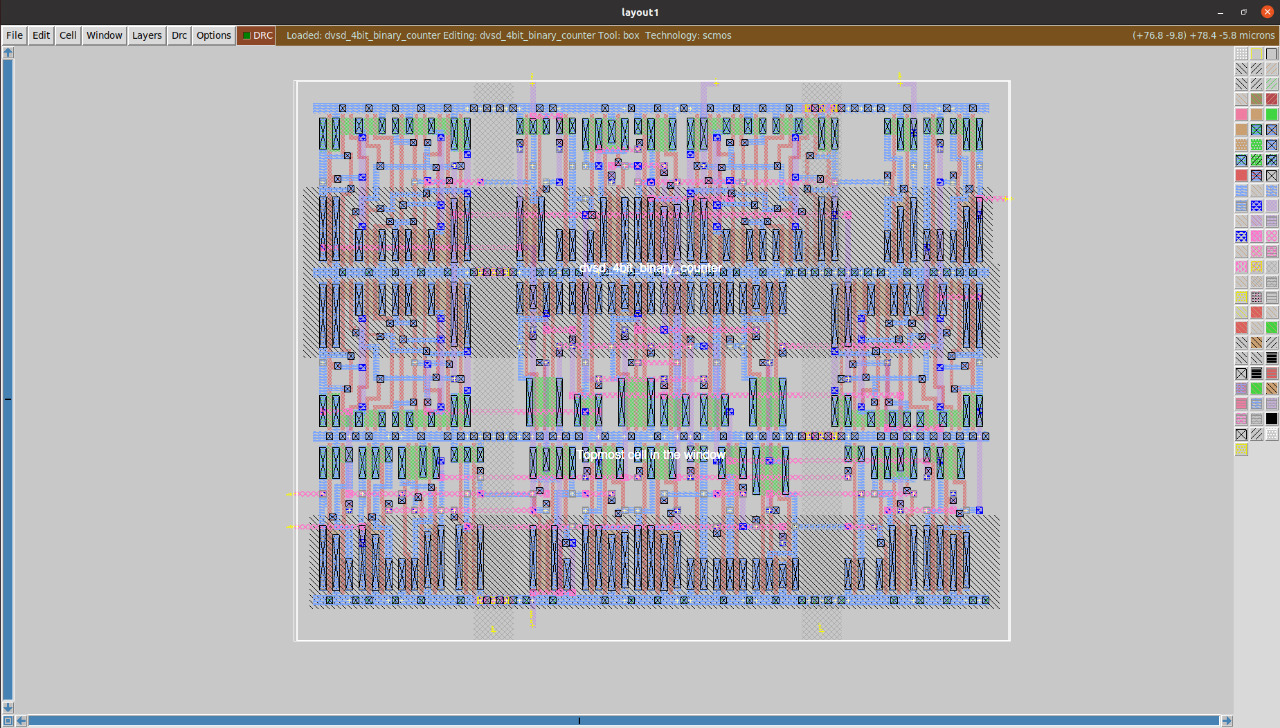 layout1
File Edit Cell Window Layers Drc Options DRC Loaded: dvsd_4bit_binary_counter Editing: dvsd_4bit_binary_counter Tool: box Technology: scmos (+76.8 -9.8) +78.4 -5.8 microns
dvsd_4bit_binary_counter
Topmost cell in the window